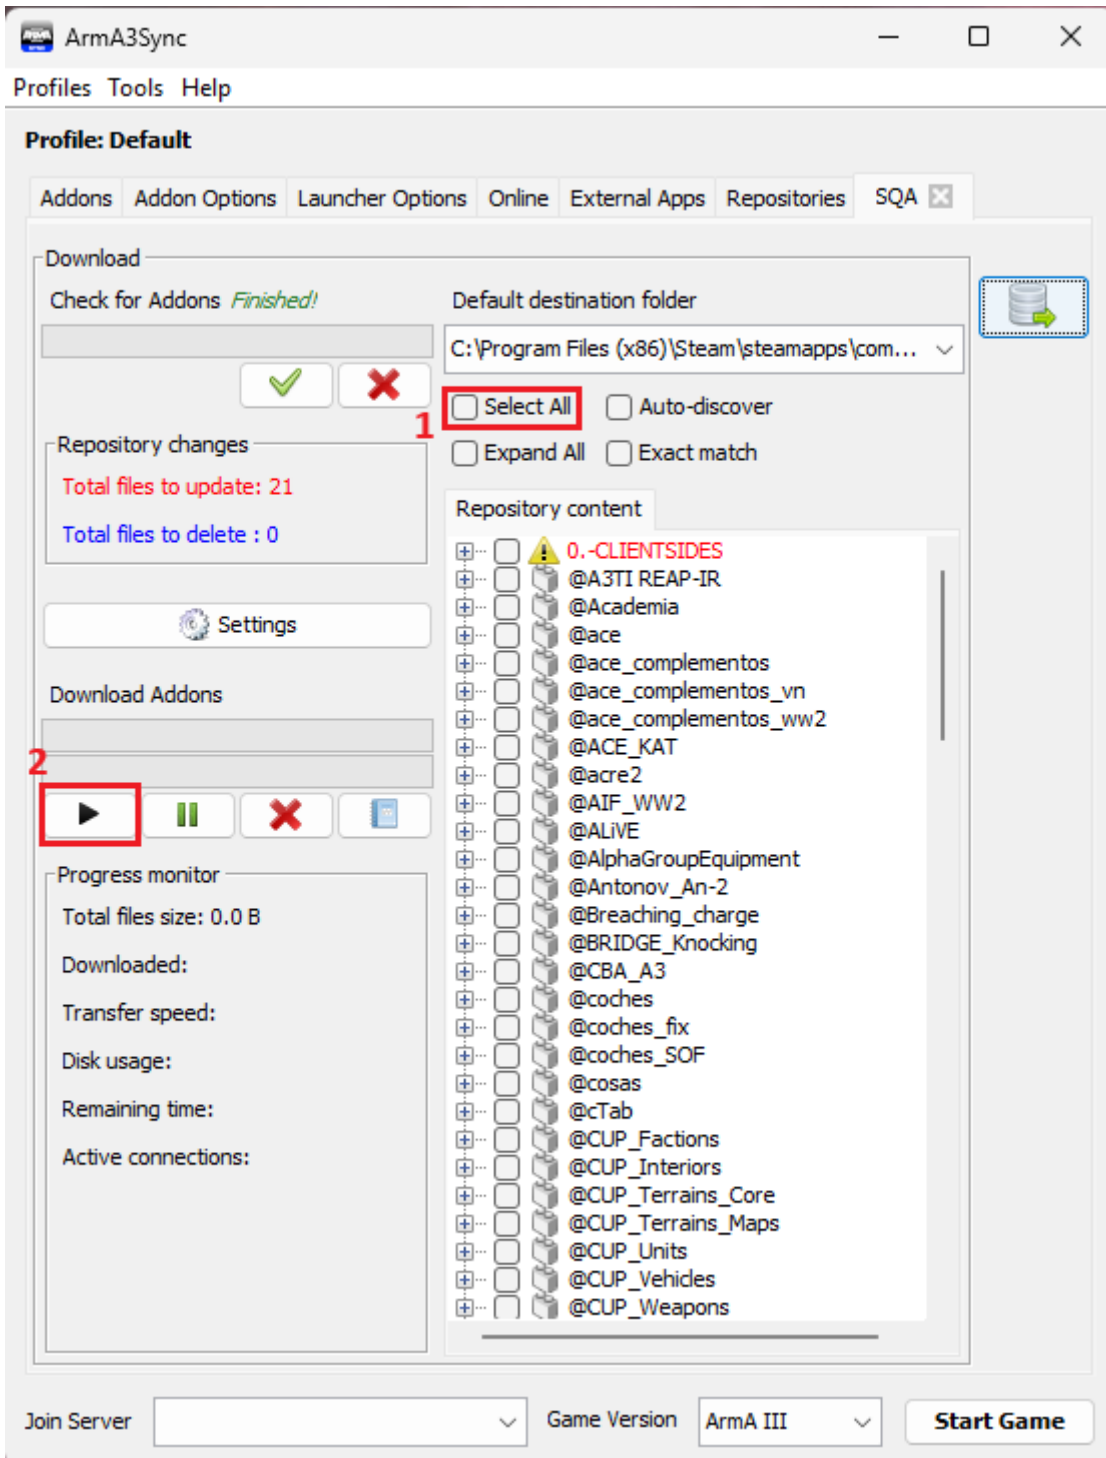 ArmA3Sync
Profiles Tools Help
Profile: Default
Addons Addon Options Launcher Options Online External Apps Repositories SQA
Download
Check for Addons Finished!
Default destination folder
C:\Program Files (x86)\Steam\steamapps\com...
1
Select All Auto-discover
Expand All Exact match
Repository changes
Total files to update: 21
Total files to delete : 0
Settings
Download Addons
2
Progress monitor
Total files size: 0.0 B
Downloaded:
Transfer speed:
Disk usage:
Remaining time:
Active connections:
Repository content
0.-CLIENTSIDES
@A3TI REAP-IR
@Academia
@ace
@ace_complementos
@ace_complementos_vn
@ace_complementos_ww2
@ACE_KAT
@acre2
@AIF_WW2
@ALiVE
@AlphaGroupEquipment
@Antonov_An-2
@Breaching_charge
@BRIDGE_Knocking
@CBA_A3
@coches
@coches_fix
@coches_SOF
@cosas
@cTab
@CUP_Factions
@CUP_Interiors
@CUP_Terrains_Core
@CUP_Terrains_Maps
@CUP_Units
@CUP_Vehicles
@CUP_Weapons
Join Server
Game Version ArmA III
Start Game